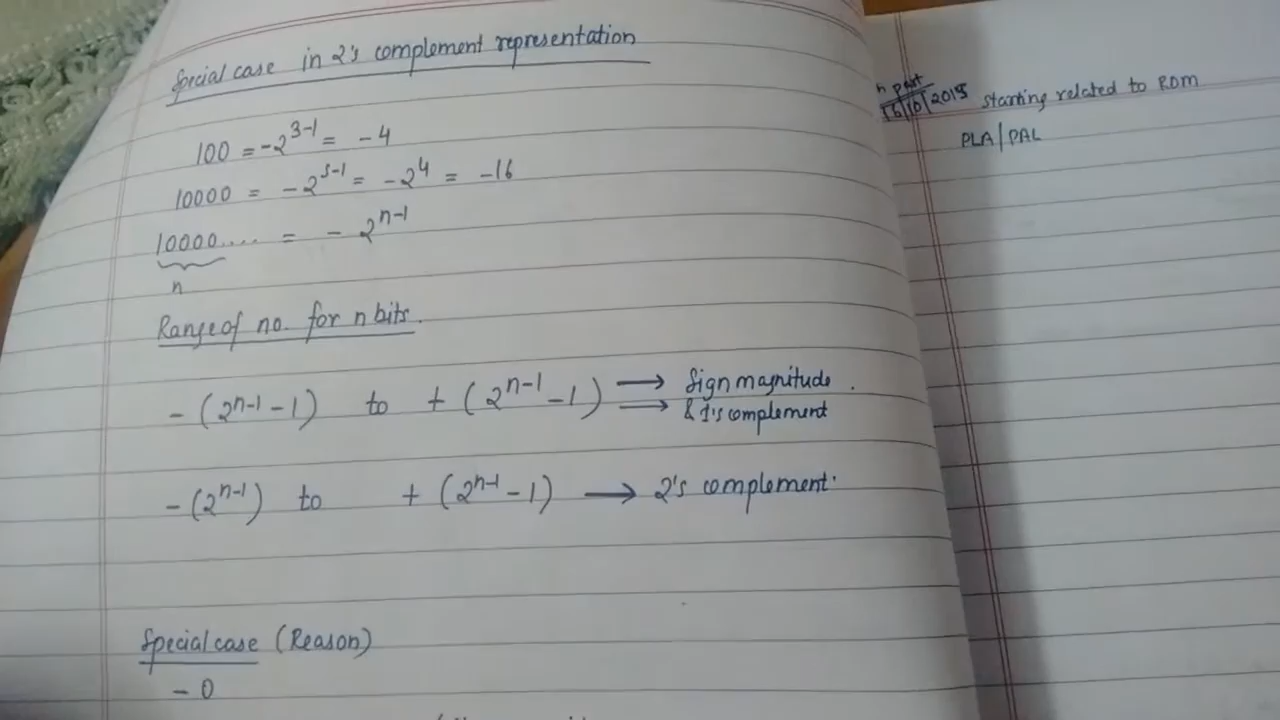 Special case in 2's complement representation
100 = -2^3-1 = -4
10000 = -2^5-1 = -2^4 = -16
10000.... = - 2^n-1
n
Range of no. for n bits.
-(2^n-1 -1) to +(2^n-1 -1) → Sign magnitude.
→ & 1's complement
-(2^n-1) to +(2^n-1 -1) → 2's complement.
Special case (Reason)
- 0
n part
16/10/2015 starting related to ROM
PLA/PAL